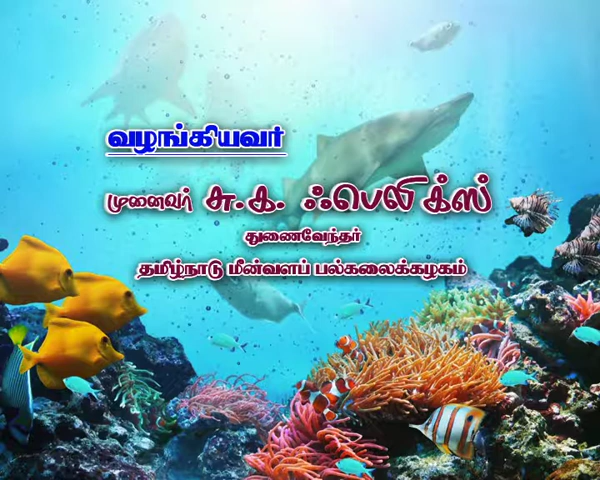 வழங்கியவர்
முனைவர் சு.க. ஃபெலிக்ஸ்
துணைவேந்தர்
தமிழ்நாடு மீன்வளப் பல்கலைக்கழகம்